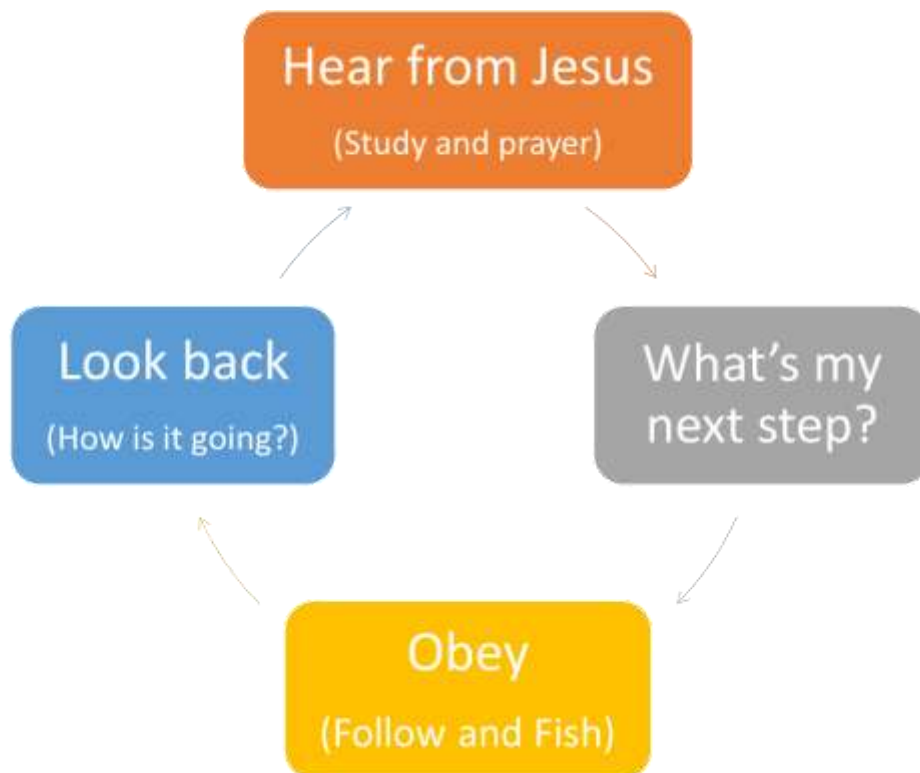 Hear from Jesus
(Study and prayer)
What's my
next step?
Obey
(Follow and Fish)
Look back
(How is it going?)